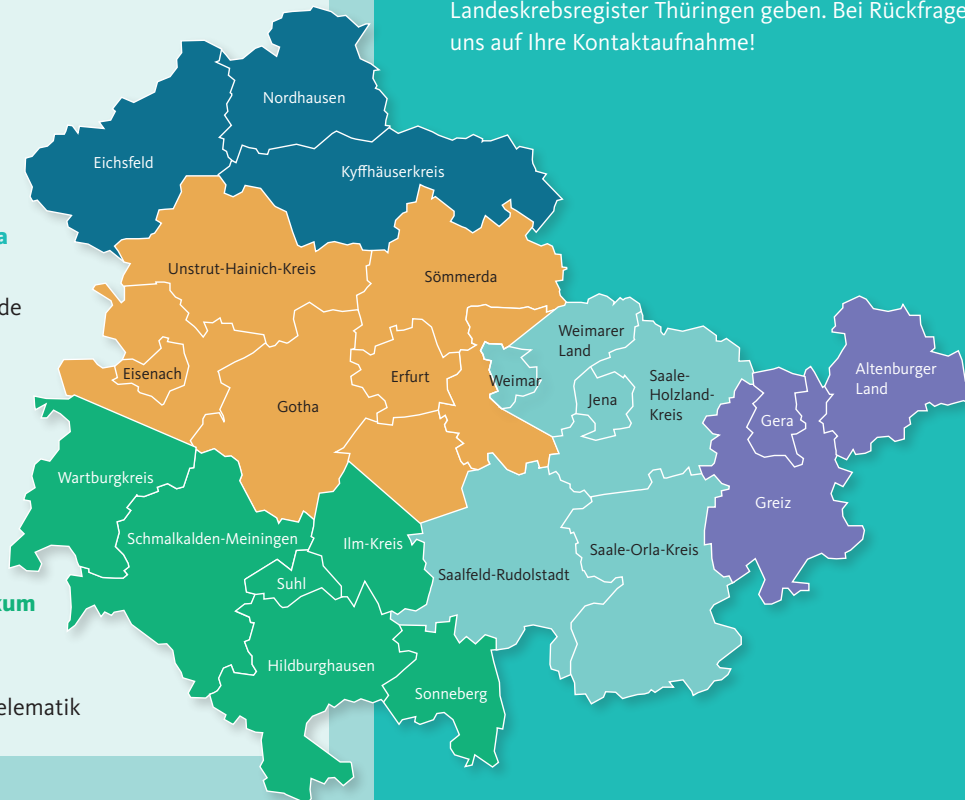 Landeskrebsregister Thüringen geben. Bei Rückfrage
uns auf Ihre Kontaktaufnahme!
Nordhausen
Eichsfeld
Kyffhäuserkreis
a
Unstrut-Hainich-Kreis
Sömmerda
de
Weimarer
Land
Eisenach
Erfurt
Weimar
Gotha
Jena
Saale-
Holzland-
Kreis
Altenburger
Land
Gera
Wartburgkreis
Greiz
Schmalkalden-Meiningen
Ilm-Kreis
Saale-Orla-Kreis
Suhl
Saalfeld-Rudolstadt
kum
Hildburghausen
Sonneberg
elematik